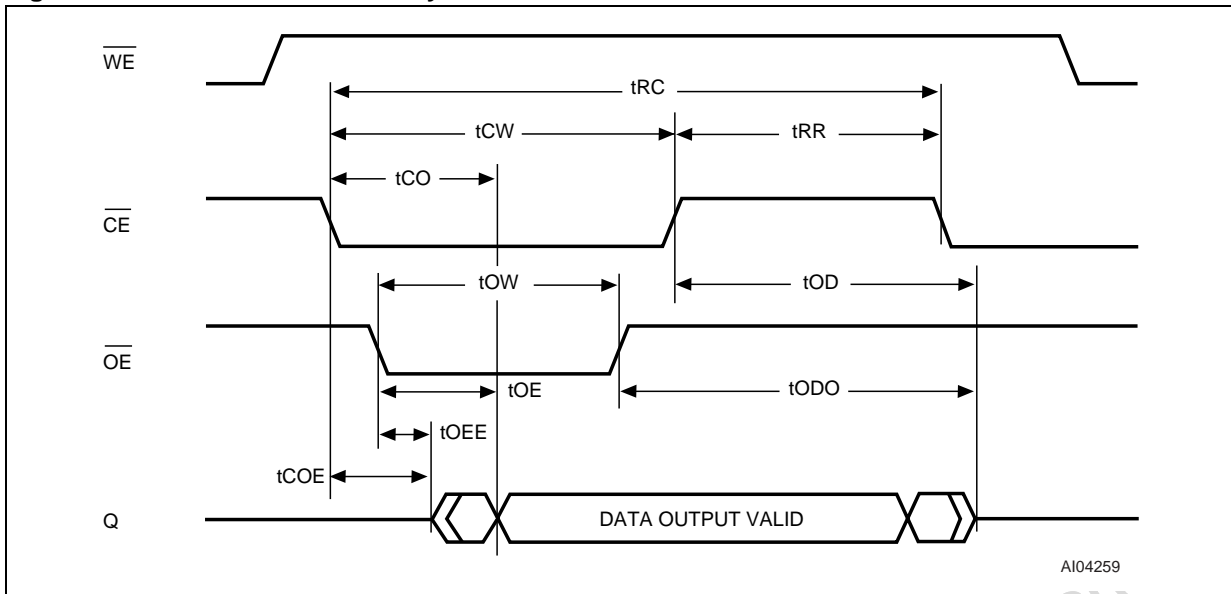 WE
tRC
tCW
tRR
tCO
CE
tOW
tOD
OE
tOE
tODO
tOEE
tCOE
Q
DATA OUTPUT VALID
AI04259